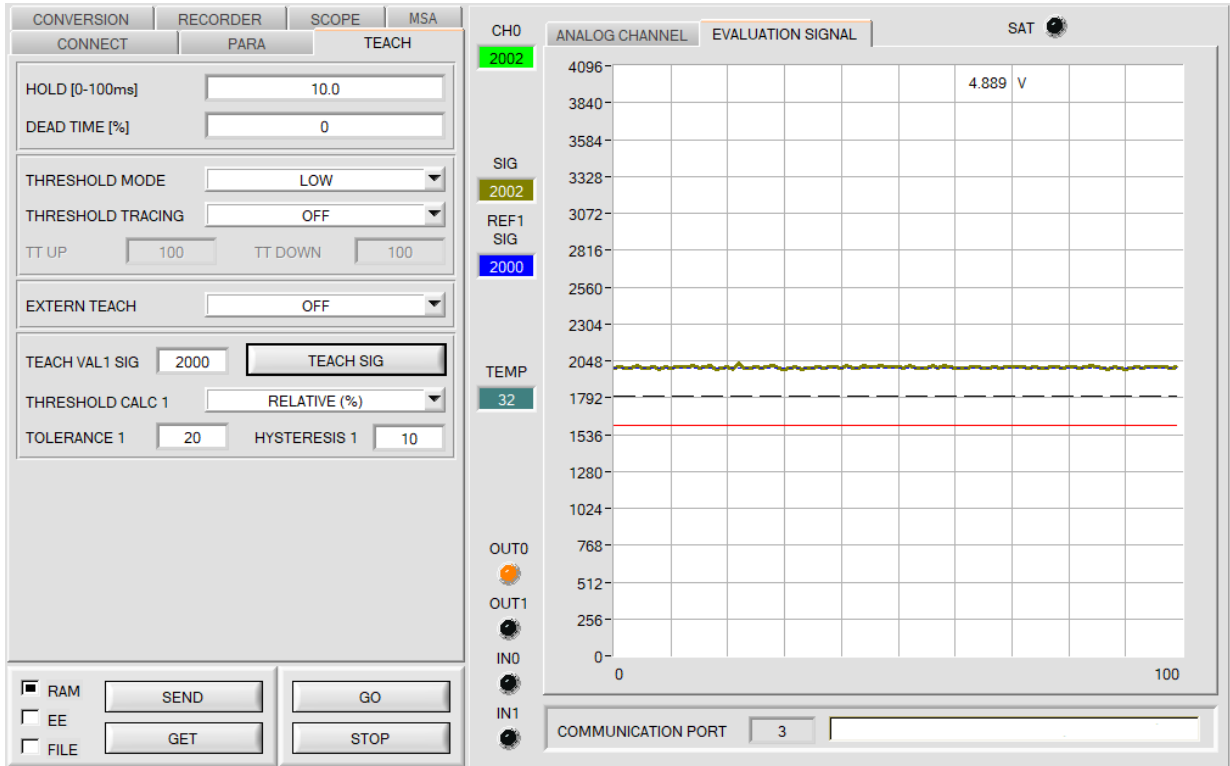 CONVERSION RECORDER SCOPE MSA
CONNECT PARA TEACH
HOLD [0-100ms] 10.0
DEAD TIME [%] 0
THRESHOLD MODE LOW
THRESHOLD TRACING OFF
TT UP 100 TT DOWN 100
EXTERN TEACH OFF
TEACH VAL1 SIG 2000 TEACH SIG
THRESHOLD CALC 1 RELATIVE (%)
TOLERANCE 1 20 HYSTERESIS 1 10
RAM SEND GO
EE
FILE GET STOP
CH0
2002
SIG
2002
REF1
SIG
2000
TEMP
32
OUT0
OUT1
IN0
IN1
ANALOG CHANNEL EVALUATION SIGNAL SAT
4.889 V
4096
3840
3584
3328
3072
2816
2560
2304
2048
1792
1536
1280
1024
768
512
256
0
0 100
COMMUNICATION PORT 3